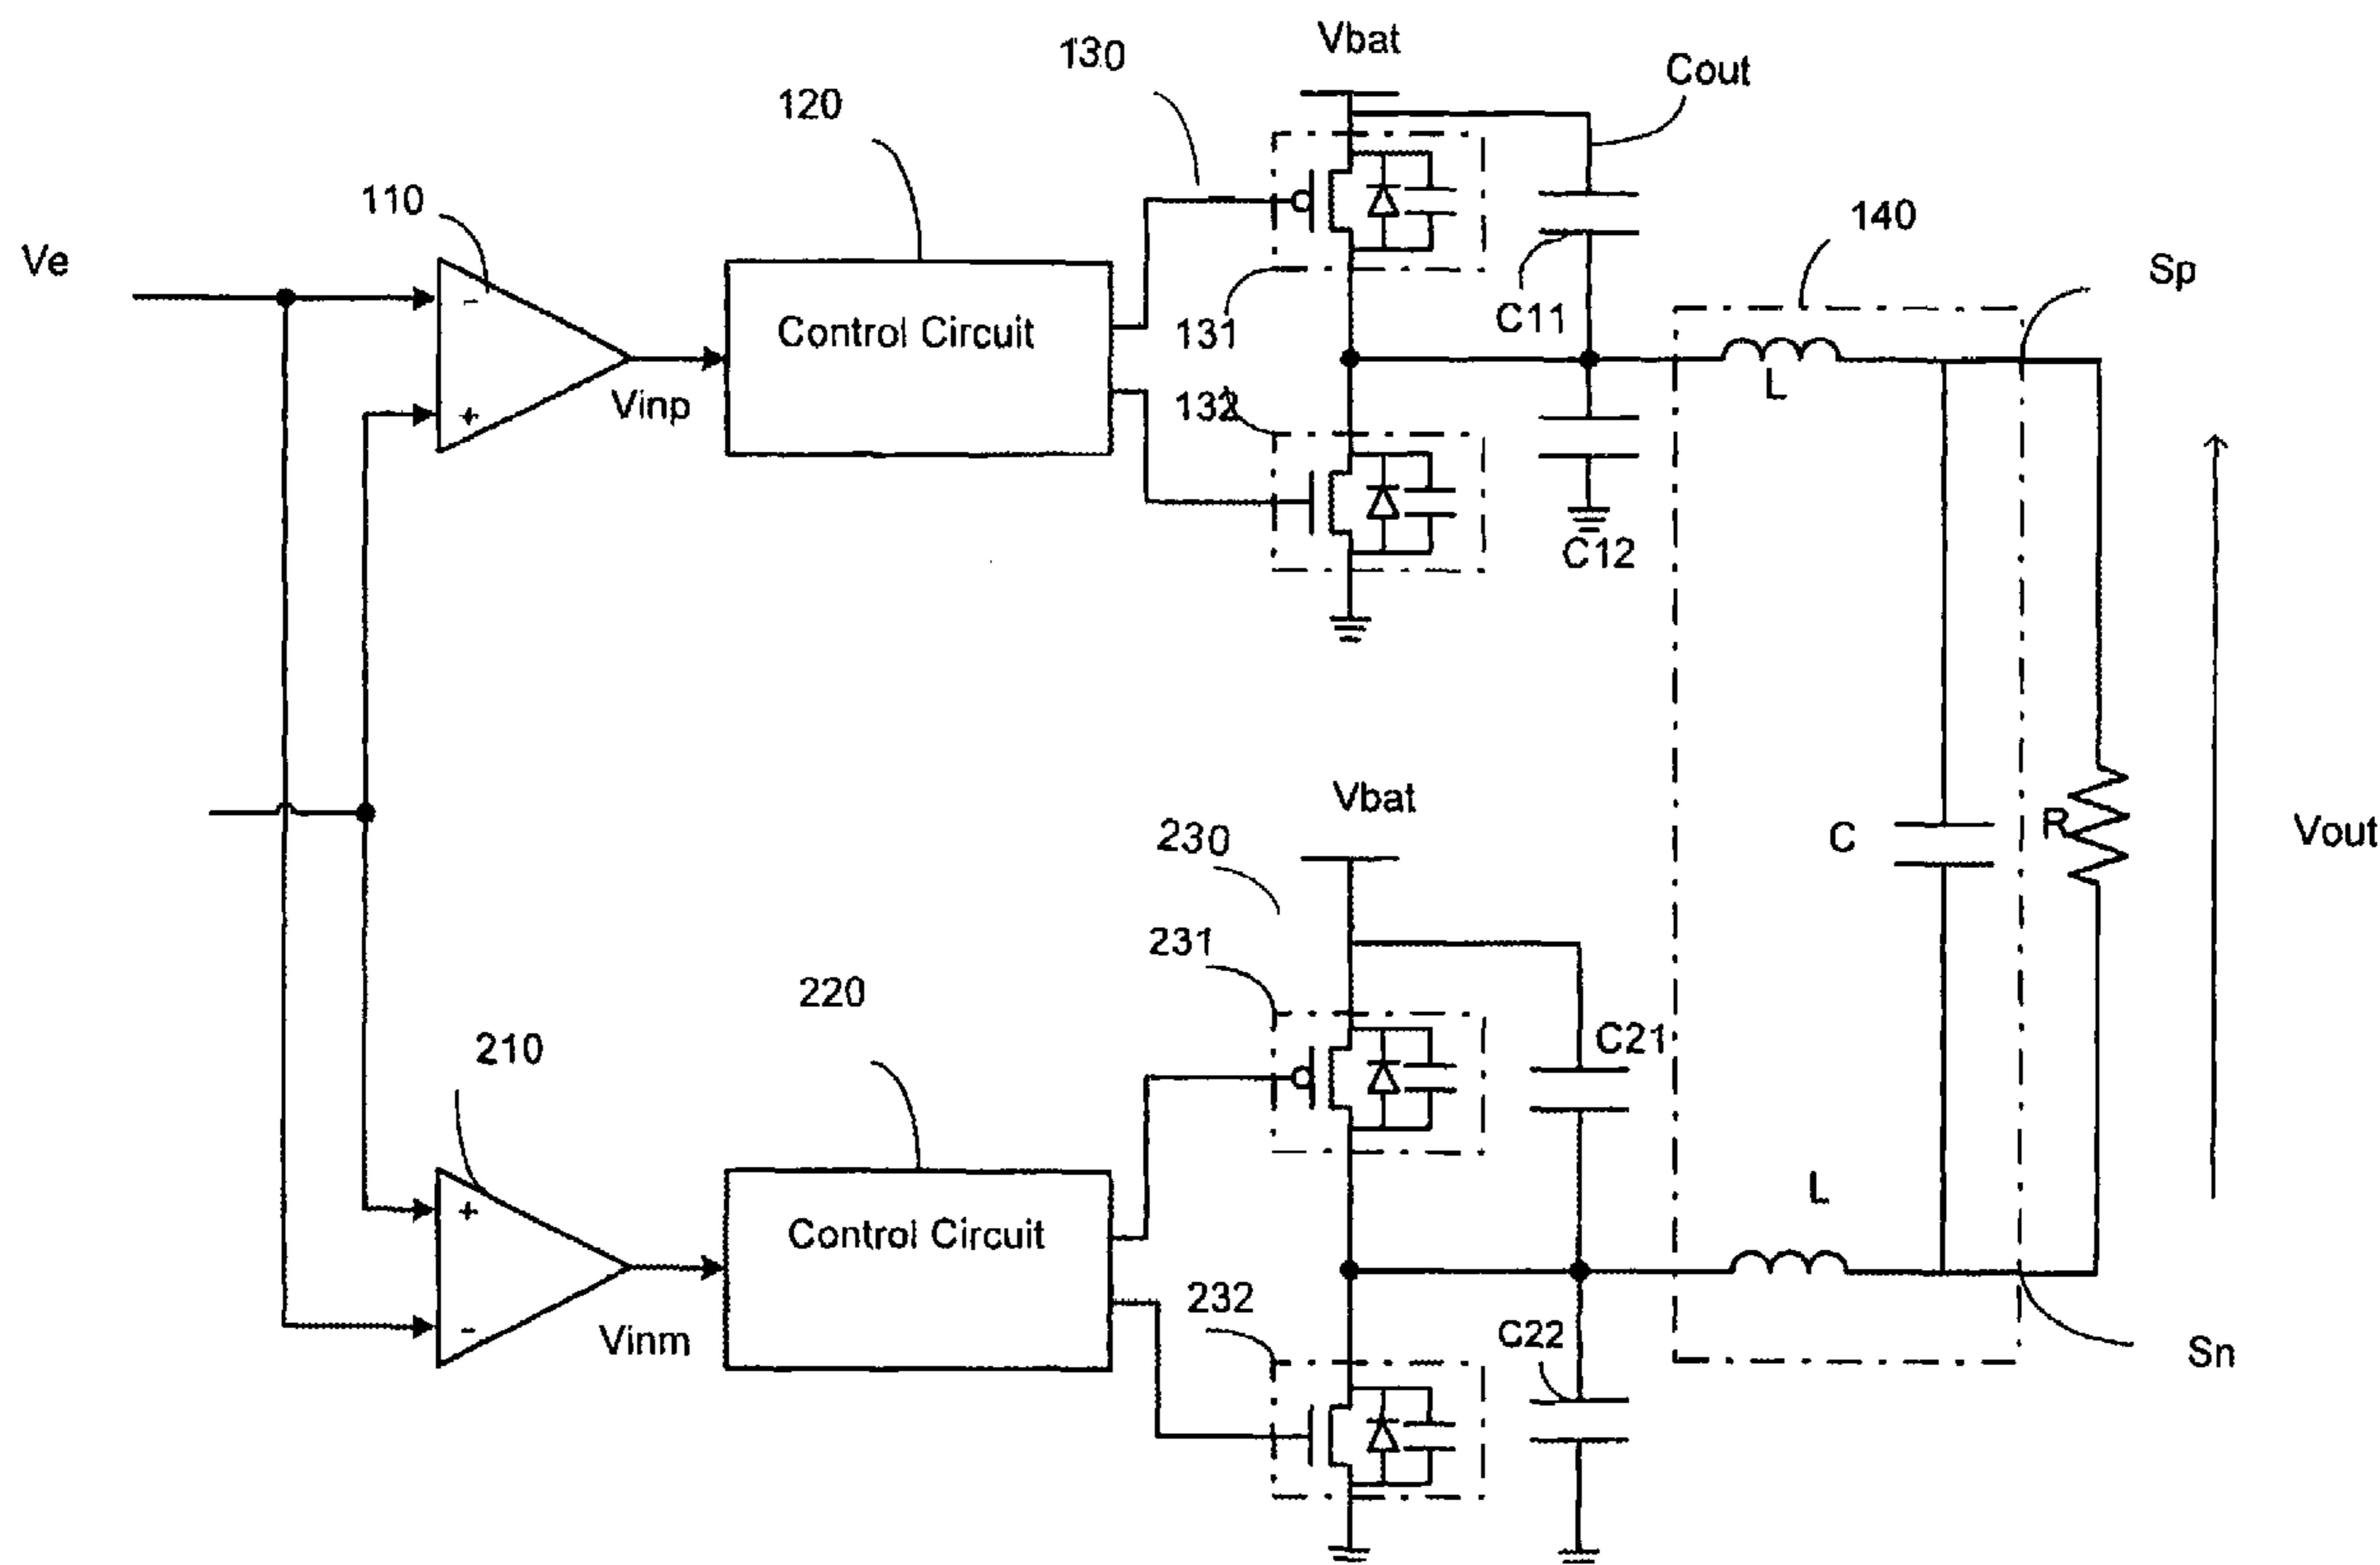 Vbat
130
Cout
120
110
140
Ve
-
Sp
C11
131
Control Circuit
L
Vinp
132
+
C12
Vbat
230
C
R
Vout
231
220
C21
210
L
+
Control Circuit
232
Vinm
-
C22
Sn